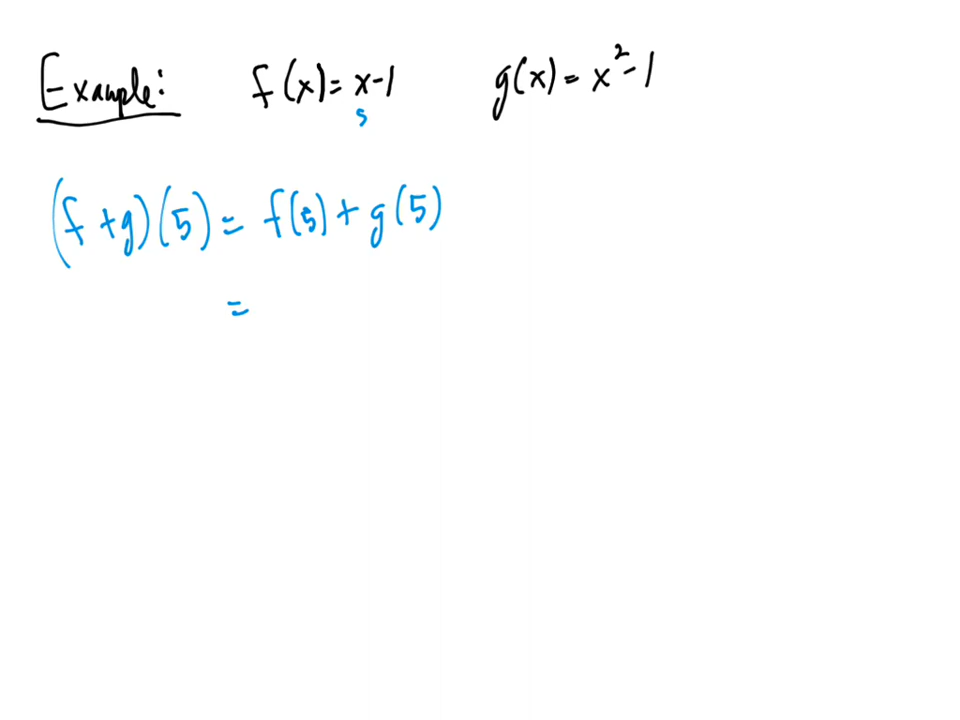 Example: f(x) = x-1 g(x) = x²-1
5
(f+g)(5) = f(5) + g(5)
=